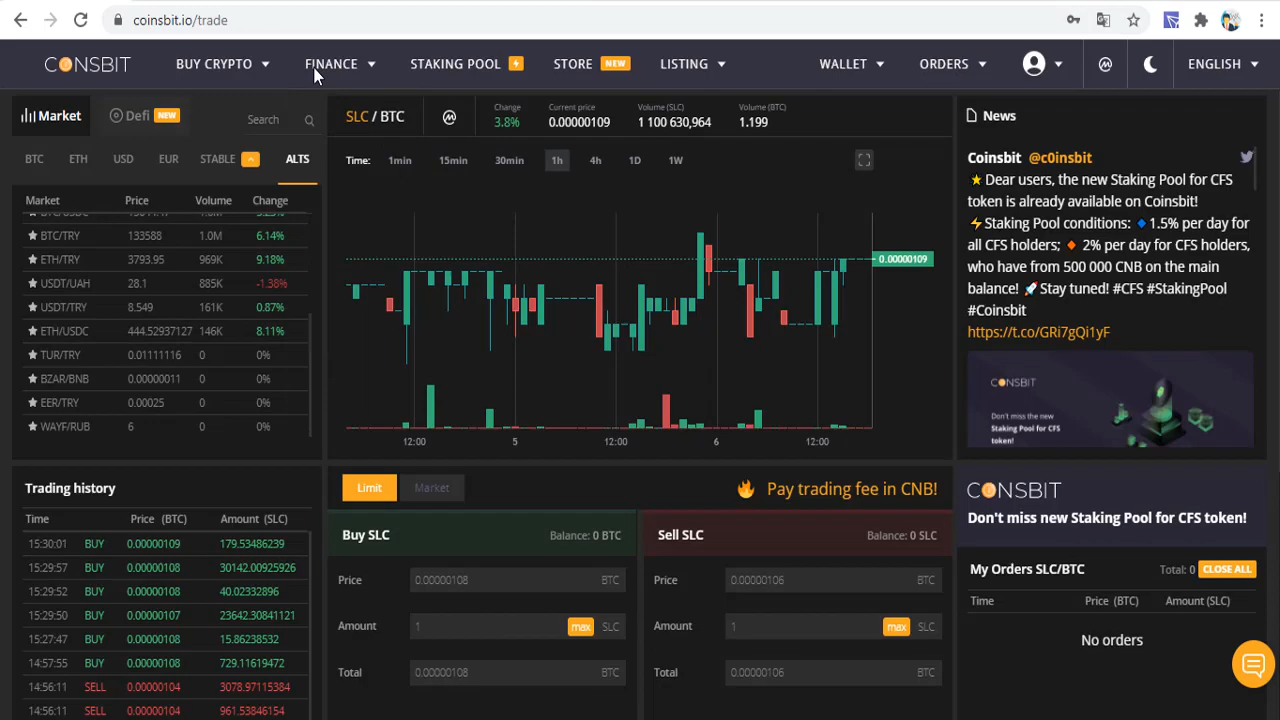 coinsbit.io/trade
CONSBIT
BUY CRYPTO
FINANCE
STAKING POOL
STORE NEW
LISTING
WALLET
ORDERS
ENGLISH
Market
Defi NEW
Search
BTC ETH USD EUR STABLE ALTS
Market Price Volume Change
BTC/TRY 133588 1.0M 6.14%
ETH/TRY 3793.95 969K 9.18%
USDT/UAH 28.1 885K -1.38%
USDT/TRY 8.549 161K 0.87%
ETH/USDC 444.52937127 146K 8.11%
TUR/TRY 0.01111116 0 0%
BZAR/BNB 0.00000011 0 0%
EER/TRY 0.00025 0 0%
WAYF/RUB 6 0 0%
SLC / BTC
Change
3.8%
Current price
0.00000109
Volume (SLC)
1 100 630,964
Volume (BTC)
1.199
Time: 1min 15min 30min 1h 4h 1D 1W
0.00000109
12:00 5 12:00 6 12:00
News
Coinsbit @c0insbit
Dear users, the new Staking Pool for CFS
token is already available on Coinsbit!
Staking Pool conditions: 1.5% per day for
all CFS holders; 2% per day for CFS holders,
who have from 500 000 CNB on the main
balance! Stay tuned! #CFS #StakingPool
#Coinsbit
https://t.co/GRi7gQi1yF
CONSBIT
Don't miss the new
Staking Pool for CFS
token!
Trading history
Time Price (BTC) Amount (SLC)
15:30:01 BUY 0.00000109 179.53486239
15:29:57 BUY 0.00000108 30142.00925926
15:29:52 BUY 0.00000108 40.02332896
15:29:50 BUY 0.00000107 23642.30841121
15:27:47 BUY 0.00000108 15.86238532
14:57:55 BUY 0.00000108 729.11619472
14:56:11 SELL 0.00000104 3078.97115384
14:56:11 SELL 0.00000104 961.53846154
Limit Market
Pay trading fee in CNB!
Buy SLC Balance: 0 BTC
Price 0.00000108 BTC
Amount 1 max SLC
Total 0.00000108 BTC
Sell SLC Balance: 0 SLC
Price 0.00000106 BTC
Amount 1 max SLC
Total 0.00000106 BTC
CONSBIT
Don't miss new Staking Pool for CFS token!
My Orders SLC/BTC Total: 0 CLOSE ALL
Time Price (BTC) Amount (SLC)
No orders